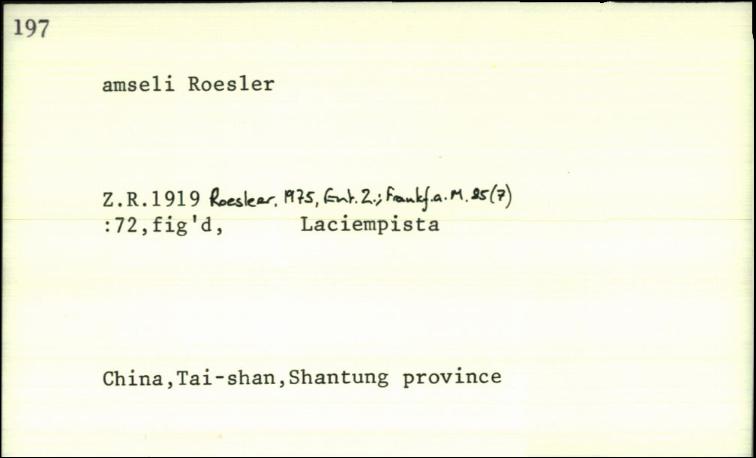 197
amseli Roesler
Z.R.1919 Roesler, 1975, Ent. Z.; Frankf.a.M. 85(7)
:72,fig'd, Laciempista
China,Tai-shan,Shantung province